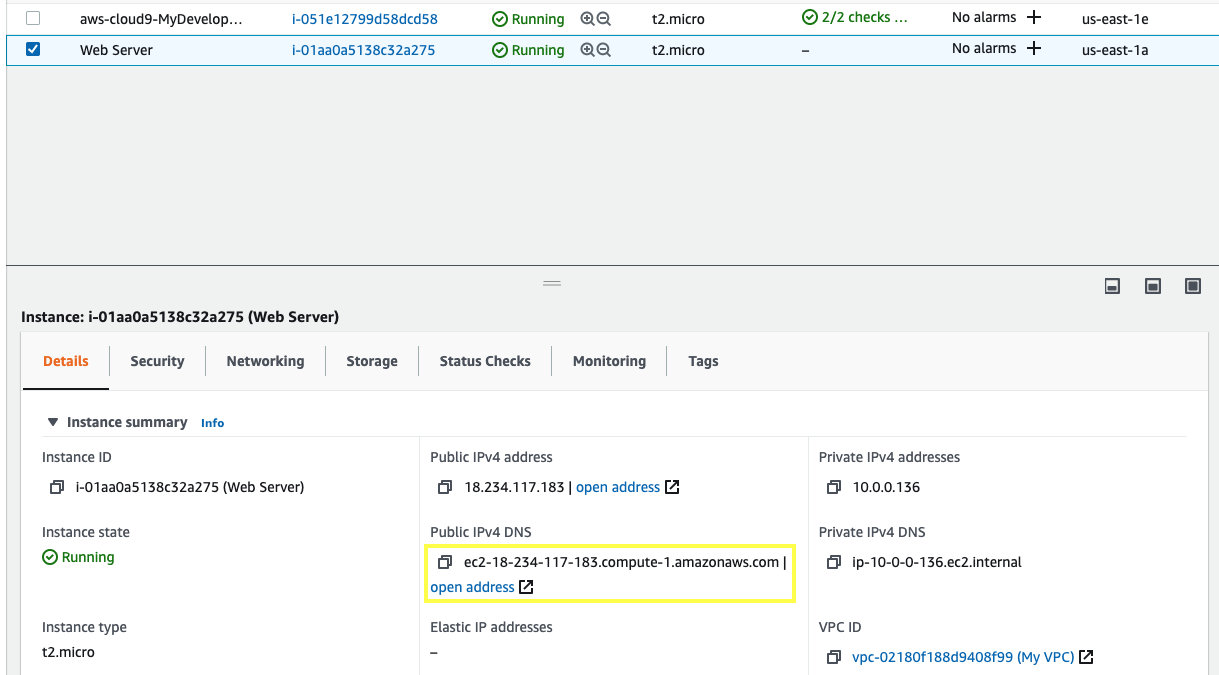 aws-cloud9-MyDevelop... i-051e12799d58dcd58 Running t2.micro 2/2 checks ... No alarms + us-east-1e
Web Server i-01aa0a5138c32a275 Running t2.micro – No alarms + us-east-1a
Instance: i-01aa0a5138c32a275 (Web Server)
Details Security Networking Storage Status Checks Monitoring Tags
Instance summary Info
Instance ID Public IPv4 address Private IPv4 addresses
i-01aa0a5138c32a275 (Web Server) 18.234.117.183 | open address 10.0.0.136
Instance state Public IPv4 DNS Private IPv4 DNS
Running ec2-18-234-117-183.compute-1.amazonaws.com | ip-10-0-0-136.ec2.internal
open address
Instance type Elastic IP addresses VPC ID
t2.micro – vpc-02180f188d9408f99 (My VPC)